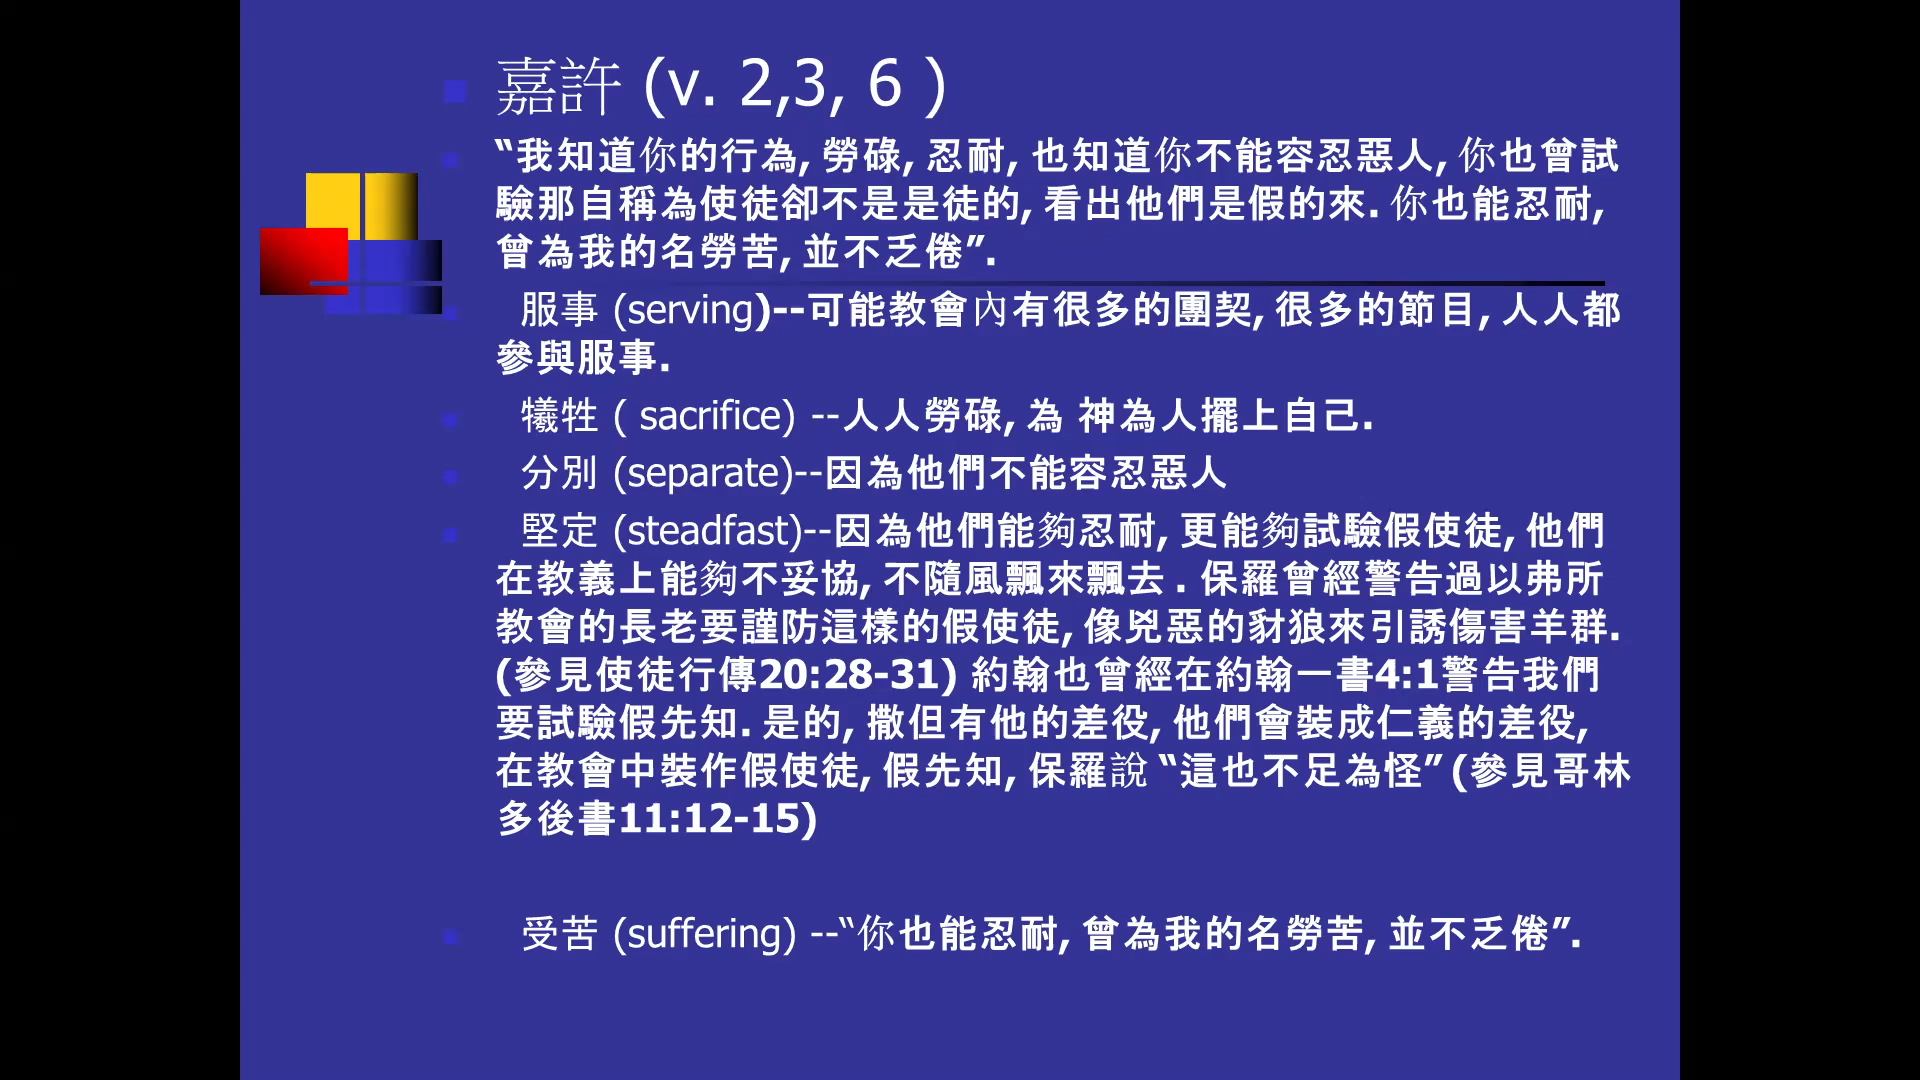 嘉許 (v. 2,3, 6 )
“我知道你的行為, 勞碌, 忍耐, 也知道你不能容忍惡人, 你也曾試
驗那自稱為使徒卻不是是徒的, 看出他們是假的來. 你也能忍耐,
曾為我的名勞苦, 並不乏倦”.
服事 (serving)--可能教會內有很多的團契, 很多的節目, 人人都
參與服事.
犧牲 ( sacrifice) --人人勞碌, 為 神為人擺上自己.
分別 (separate)--因為他們不能容忍惡人
堅定 (steadfast)--因為他們能夠忍耐, 更能夠試驗假使徒, 他們
在教義上能夠不妥協, 不隨風飄來飄去 . 保羅曾經警告過以弗所
教會的長老要謹防這樣的假使徒, 像兇惡的豺狼來引誘傷害羊群.
(參見使徒行傳20:28-31) 約翰也曾經在約翰一書4:1警告我們
要試驗假先知. 是的, 撒但有他的差役, 他們會裝成仁義的差役,
在教會中裝作假使徒, 假先知, 保羅說 “這也不足為怪” (參見哥林
多後書11:12-15)
受苦 (suffering) --“你也能忍耐, 曾為我的名勞苦, 並不乏倦”.